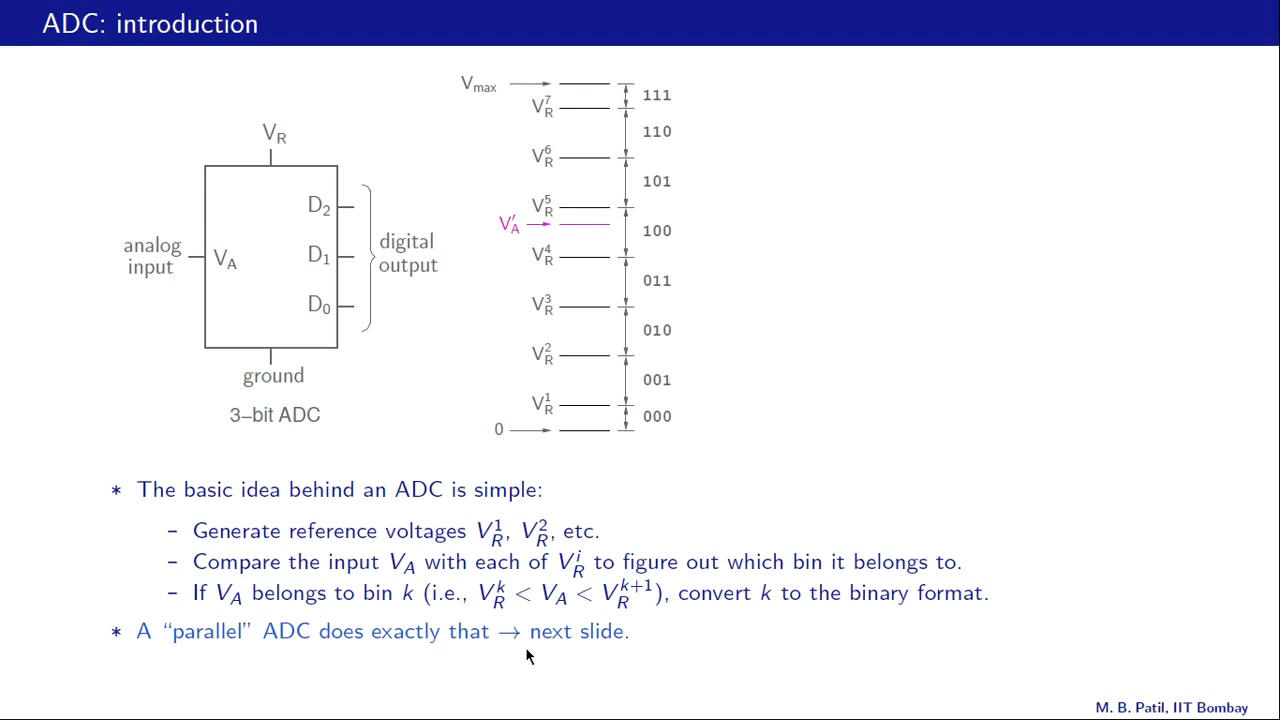 ADC: introduction
V_R
analog
input
V_A
D_2
D_1
D_0
digital
output
ground
3−bit ADC
V_max
V_R^7
V_R^6
V_R^5
V_A′
V_R^4
V_R^3
V_R^2
V_R^1
0
111
110
101
100
011
010
001
000
* The basic idea behind an ADC is simple:
– Generate reference voltages V_R^1, V_R^2, etc.
– Compare the input V_A with each of V_R^i to figure out which bin it belongs to.
– If V_A belongs to bin k (i.e., V_R^k < V_A < V_R^{k+1}), convert k to the binary format.
* A “parallel” ADC does exactly that → next slide.
M. B. Patil, IIT Bombay